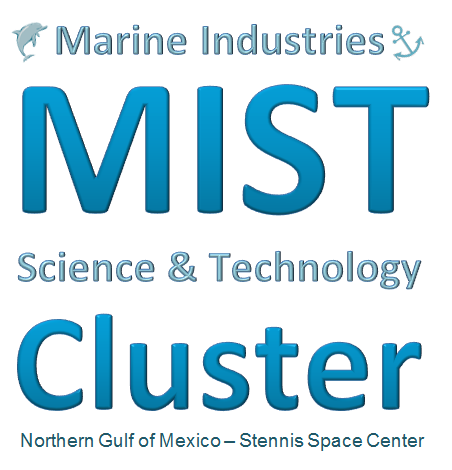 Marine Industries
MIST
Science & Technology
Cluster
Northern Gulf of Mexico – Stennis Space Center